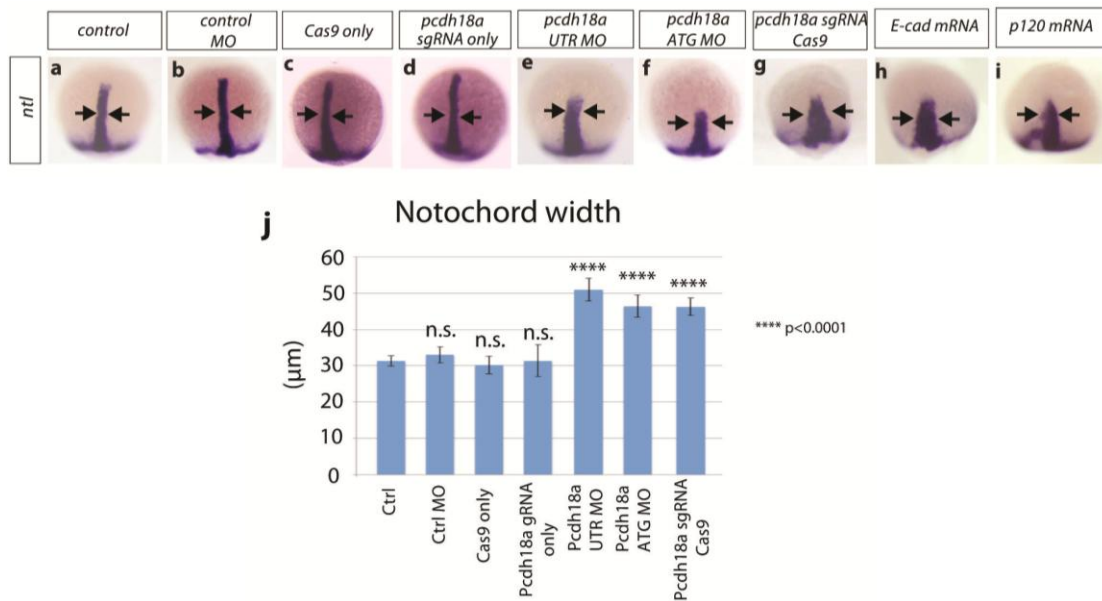 control
control
MO
Cas9 only
pcdh18a
sgRNA only
pcdh18a
UTR MO
pcdh18a
ATG MO
pcdh18a sgRNA
Cas9
E-cad mRNA
p120 mRNA
ntl
a
b
c
d
e
f
g
h
i
j
Notochord width
(μm)
60
50
40
30
20
10
0
n.s.
n.s.
n.s.
****
****
****
**** p<0.0001
Ctrl
Ctrl MO
Cas9 only
Pcdh18a gRNA
only
Pcdh18a
UTR MO
Pcdh18a
ATG MO
Pcdh18a sgRNA
Cas9